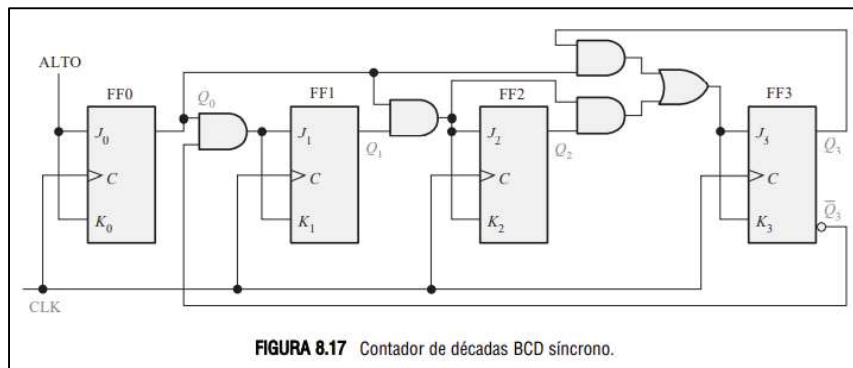 ALTO
FF0
FF1
FF2
FF3
Q0
J0
C
K0
J1
C
K1
Q1
J2
C
K2
Q2
J3
C
K3
Q3
Q̅3
CLK
FIGURA 8.17 Contador de décadas BCD síncrono.